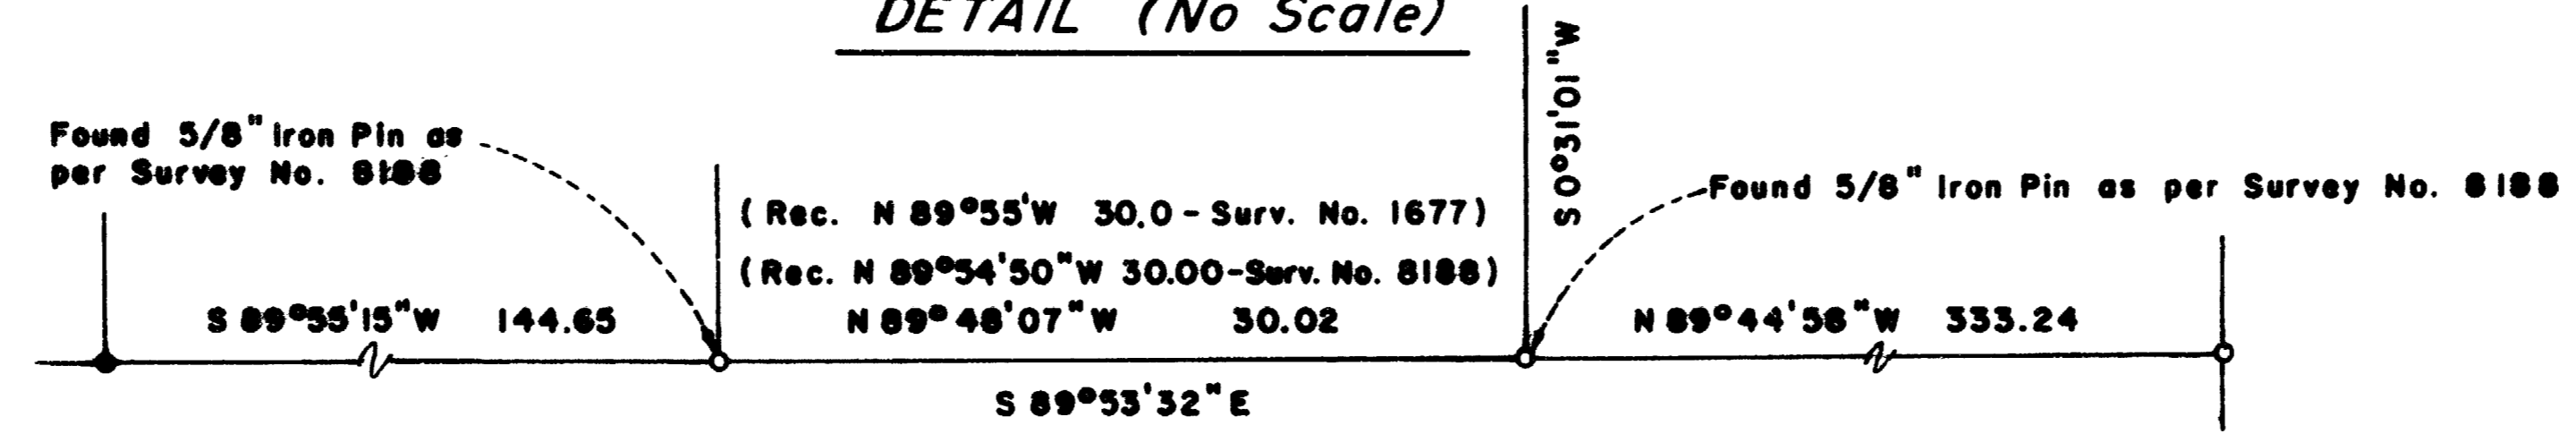 DETAIL (No Scale)
S 0°31'01"W
Found 5/8" Iron Pin as
per Survey No. 8188
Found 5/8" Iron Pin as per Survey No. 8188
(Rec. N 89°55'W 30.0 - Surv. No. 1677)
(Rec. N 89°54'50"W 30.00-Surv. No. 8188)
S 89°55'15"W 144.65
N 89°48'07"W 30.02
N 89°44'58"W 333.24
S 89°53'32"E